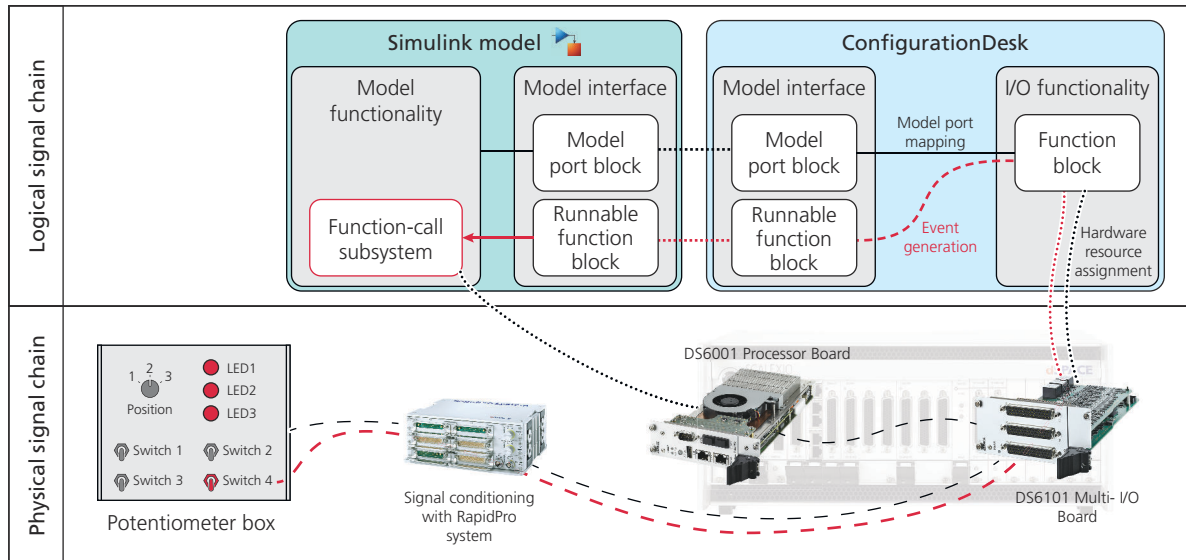 Logical signal chain
Simulink model
ConfigurationDesk
Model
functionality
Model interface
Model interface
I/O functionality
Model
port block
Model
port block
Model port
mapping
Function
block
Function-call
subsystem
Runnable
function
block
Runnable
function
block
Event
generation
Hardware
resource
assignment
Physical signal chain
1 2 3
Position
LED1
LED2
LED3
Switch 1
Switch 2
Switch 3
Switch 4
Potentiometer box
Signal conditioning
with RapidPro
system
DS6001 Processor Board
dSPACE
DS6101 Multi- I/O
Board